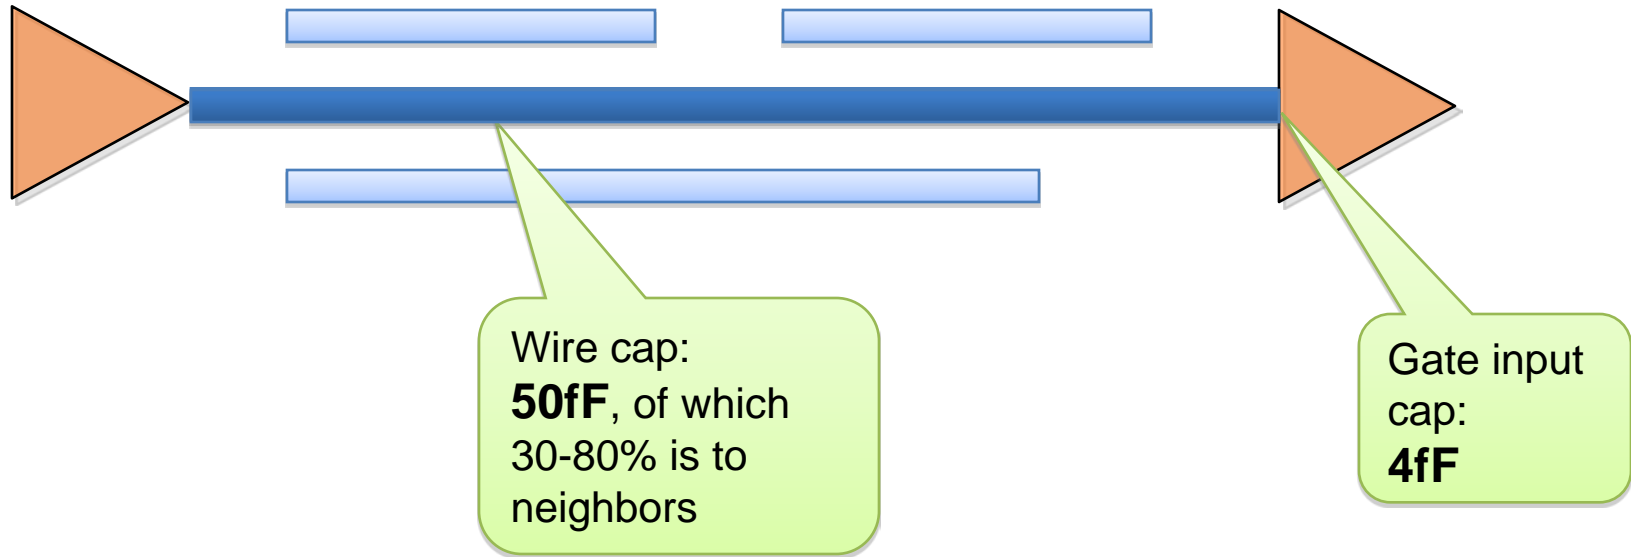 Wire cap:
50fF, of which
30-80% is to
neighbors
Gate input
cap:
4fF